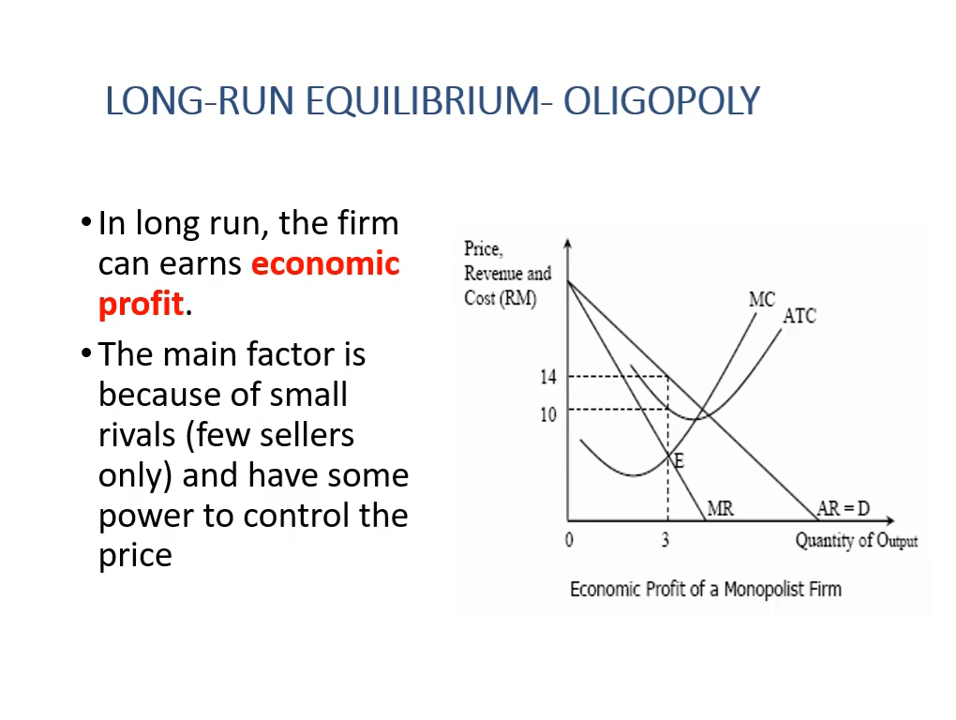 LONG-RUN EQUILIBRIUM- OLIGOPOLY
• In long run, the firm
can earns economic
profit.
• The main factor is
because of small
rivals (few sellers
only) and have some
power to control the
price
Price,
Revenue and
Cost (RM)
MC
ATC
14
10
E
MR
AR = D
0
3
Quantity of Output
Economic Profit of a Monopolist Firm